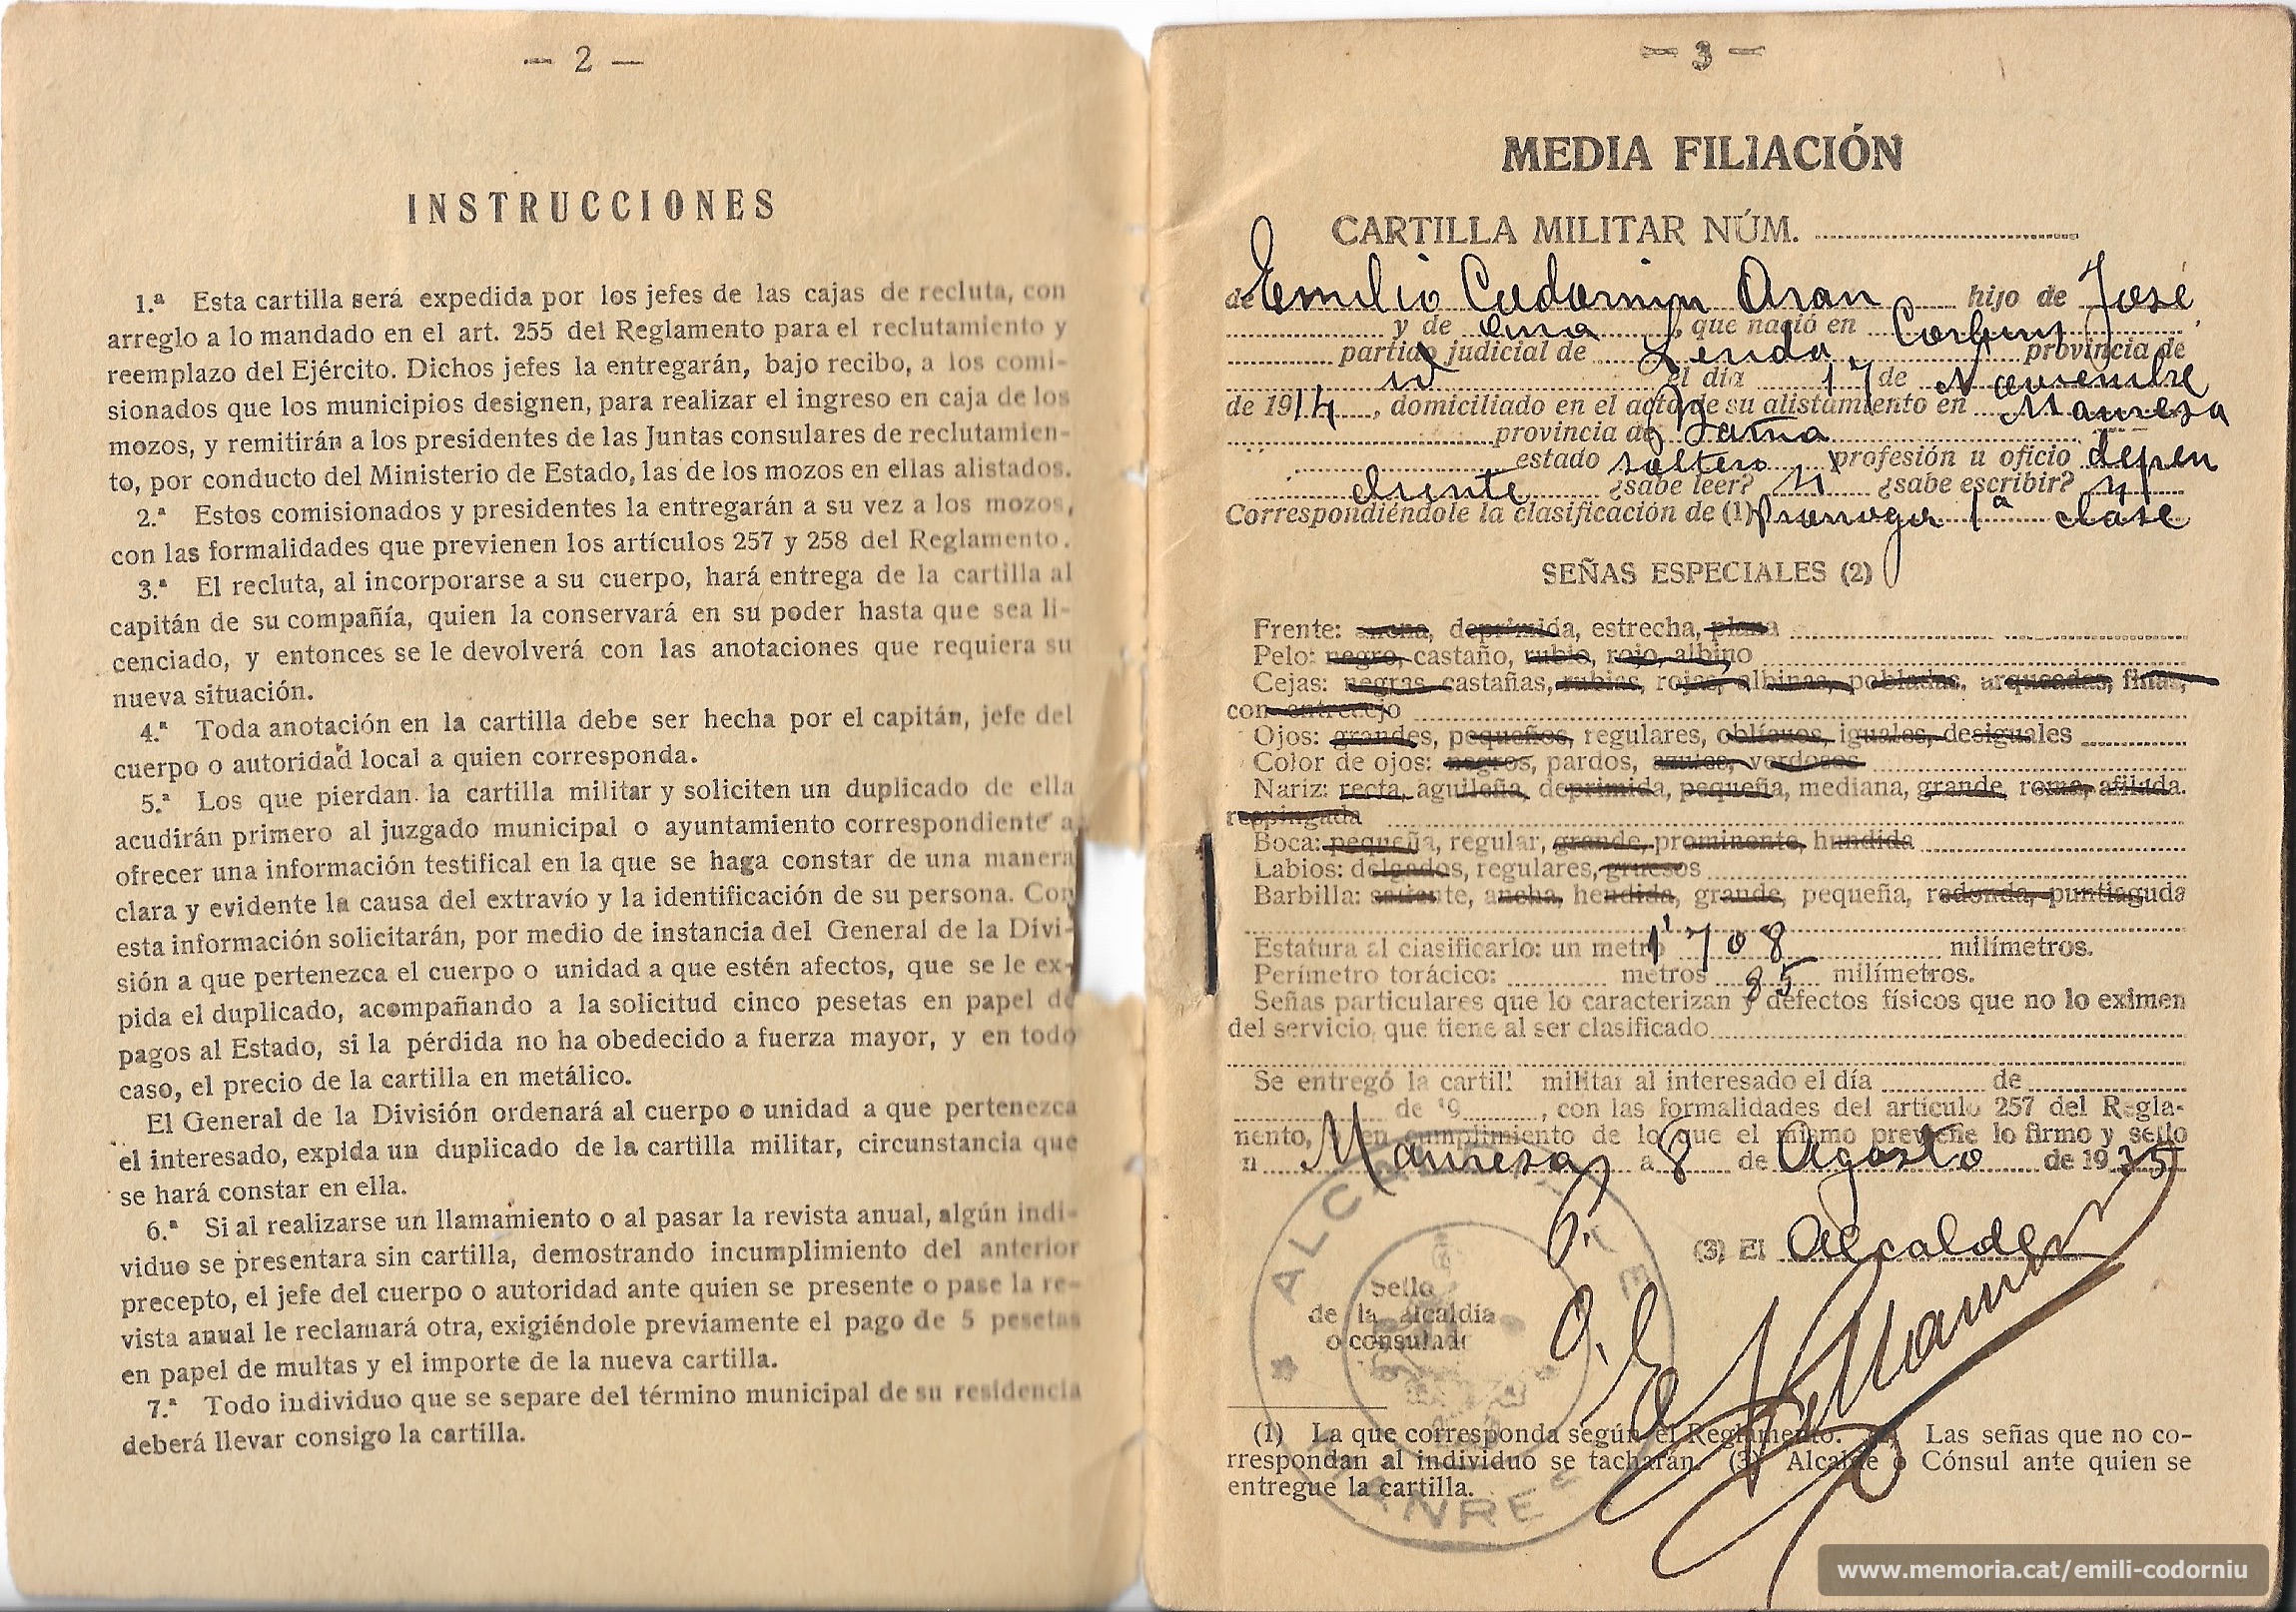 — 2 —
INSTRUCCIONES
1.ª Esta cartilla será expedida por los jefes de las cajas de recluta, con
arreglo a lo mandado en el art. 255 del Reglamento para el reclutamiento y
reemplazo del Ejército. Dichos jefes la entregarán, bajo recibo, a los comi-
sionados que los municipios designen, para realizar el ingreso en caja de los
mozos, y remitirán a los presidentes de las Juntas consulares de reclutamien-
to, por conducto del Ministerio de Estado, las de los mozos en ellas alistados.
2.ª Estos comisionados y presidentes la entregarán a su vez a los mozos,
con las formalidades que previenen los artículos 257 y 258 del Reglamento.
3.ª El recluta, al incorporarse a su cuerpo, hará entrega de la cartilla al
capitán de su compañía, quien la conservará en su poder hasta que sea li-
cenciado, y entonces se le devolverá con las anotaciones que requiera su
nueva situación.
4.ª Toda anotación en la cartilla debe ser hecha por el capitán, jefe del
cuerpo o autoridad local a quien corresponda.
5.ª Los que pierdan la cartilla militar y soliciten un duplicado de ella
acudirán primero al juzgado municipal o ayuntamiento correspondiente a
ofrecer una información testifical en la que se haga constar de una manera
clara y evidente la causa del extravío y la identificación de su persona. Con
esta información solicitarán, por medio de instancia del General de la Divi-
sión a que pertenezca el cuerpo o unidad a que estén afectos, que se le ex-
pida el duplicado, acompañando a la solicitud cinco pesetas en papel de
pagos al Estado, si la pérdida no ha obedecido a fuerza mayor, y en todo
caso, el precio de la cartilla en metálico.
El General de la División ordenará al cuerpo o unidad a que pertenezca
el interesado, expida un duplicado de la cartilla militar, circunstancia que
se hará constar en ella.
6.ª Si al realizarse un llamamiento o al pasar la revista anual, algún indi-
viduo se presentara sin cartilla, demostrando incumplimiento del anterior
precepto, el jefe del cuerpo o autoridad ante quien se presente o pase la re-
vista anual le reclamará otra, exigiéndole previamente el pago de 5 pesetas
en papel de multas y el importe de la nueva cartilla.
7.ª Todo individuo que se separe del término municipal de su residencia
deberá llevar consigo la cartilla.
— 3 —
MEDIA FILIACIÓN
CARTILLA MILITAR NÚM.
de Emilio Codorniu Aran hijo de José
y de Ana que nació en Corbins
partido judicial de Lerida, provincia de
id el día 17 de Noviembre
de 1914, domiciliado en el acto de su alistamiento en Manresa
provincia de Barna
estado soltero profesión u oficio depen
diente ¿sabe leer? si ¿sabe escribir? si
Correspondiéndole la clasificación de (1) Prorroga 1ª clase
SEÑAS ESPECIALES (2)
Frente: ancha, deprimida, estrecha, plana
Pelo: negro, castaño, rubio, rojo, albino
Cejas: negras, castañas, rubias, rojas, albinas, pobladas, arqueadas, finas,
con entrecejo
Ojos: grandes, pequeños, regulares, oblícuos, iguales, desiguales
Color de ojos: negros, pardos, azules, verdosos
Nariz: recta, aguileña, deprimida, pequeña, mediana, grande, roma, afilada.
respingada
Boca: pequeña, regular, grande, prominente, hundida
Labios: delgados, regulares, gruesos
Barbilla: saliente, ancha, hendida, grande, pequeña, redonda, puntiaguda
Estatura al clasificarlo: un metro 1'708 milímetros.
Perímetro torácico: metros 85 milímetros.
Señas particulares que lo caracterizan y defectos físicos que no lo eximen
del servicio, que tiene al ser clasificado
Se entregó la cartill militar al interesado el día de
de 19 , con las formalidades del artículo 257 del Regla-
mento, y en cumplimiento de lo que el mismo previene lo firmo y sello
n Manresa a 8 de Agosto de 1935
P.
(3) El Alcalde
O.
Sello
de la alcaldía
o consulado
ALCALDIA
MANRESA
(1) La que corresponda según el Reglamento. (2) Las señas que no co-
rrespondan al individuo se tacharán. (3) Alcalde o Cónsul ante quien se
entregue la cartilla.
www.memoria.cat/emili-codorniu